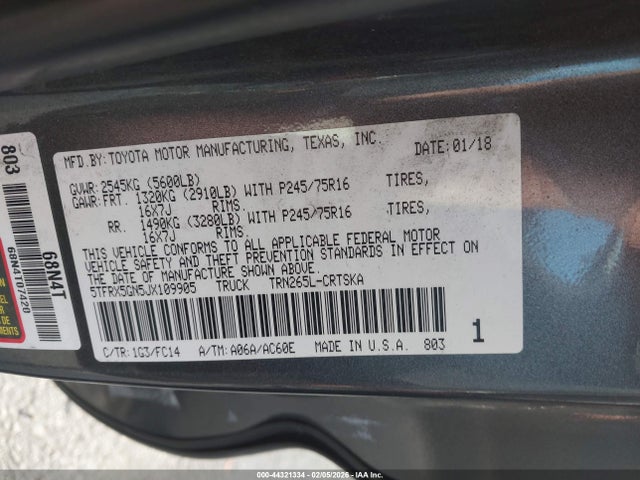 MFD.BY: TOYOTA MOTOR MANUFACTURING, TEXAS, INC. DATE: 01/18
GVWR: 2545KG (5600LB)
GAWR: FRT. 1320KG (2910LB) WITH P245/75R16 TIRES,
16X7J RIMS.
RR. 1490KG (3280LB) WITH P245/75R16 TIRES,
16X7J RIMS.
THIS VEHICLE CONFORMS TO ALL APPLICABLE FEDERAL MOTOR
VEHICLE SAFETY AND THEFT PREVENTION STANDARDS IN EFFECT ON
THE DATE OF MANUFACTURE SHOWN ABOVE.
5TFRX5GN5JX109905 TRUCK TRN265L-CRTSKA
C/TR: 1G3/FC14 A/TM: A06A/AC60E MADE IN U.S.A. 803 1
803
68N4T
68N4T07420
000-44321334 - 02/05/2026 - IAA Inc.